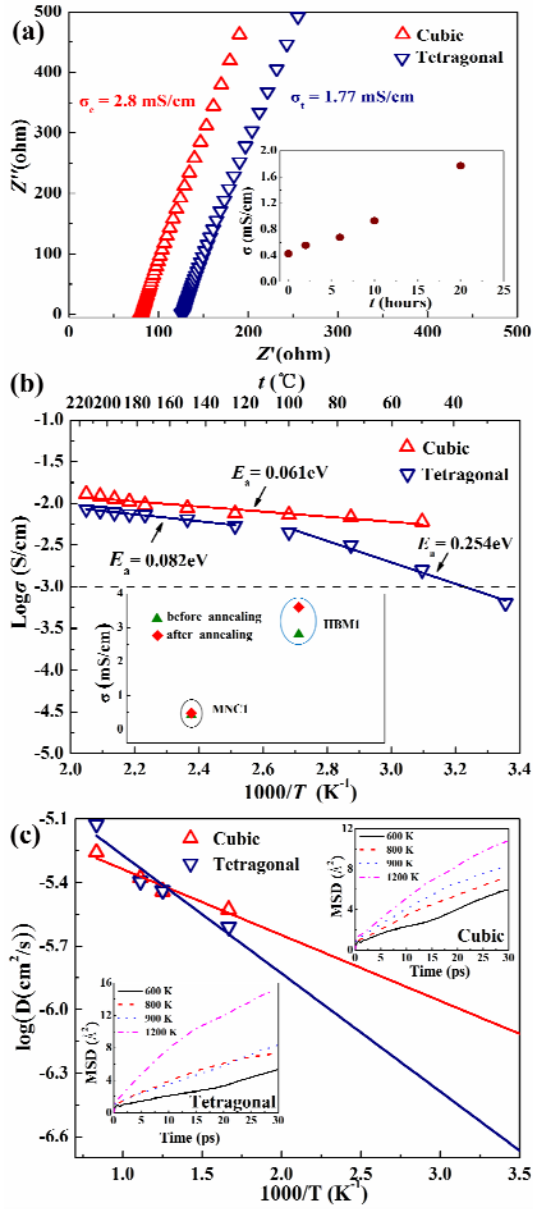 (a)
Cubic
Tetragonal
σc = 2.8 mS/cm
σt = 1.77 mS/cm
Z''(ohm)
500
400
300
200
100
0
0 100 200 300 400 500
Z'(ohm)
σ (mS/cm)
2.0
1.6
1.2
0.8
0.4
0.0
0 5 10 15 20 25
t (hours)
(b)
t (℃)
220 200 180 160 140 120 100 80 60 40
Cubic
Tetragonal
Ea = 0.061eV
Ea = 0.082eV
Ea = 0.254eV
Logσ (S/cm)
-1.0
-1.5
-2.0
-2.5
-3.0
-3.5
-4.0
-4.5
-5.0
before annealing
after annealing
HBM1
MNC1
σ (mS/cm)
4
3
2
1
0
2.0 2.2 2.4 2.6 2.8 3.0 3.2 3.4
1000/T (K-1)
(c)
Cubic
Tetragonal
log(D(cm2/s))
-5.1
-5.4
-5.7
-6.0
-6.3
-6.6
600 K
800 K
900 K
1200 K
MSD (Å2)
12
8
4
0
0 5 10 15 20 25 30
Time (ps)
Cubic
600 K
800 K
900 K
1200 K
MSD (Å2)
16
12
8
4
0
0 5 10 15 20 25 30
Time (ps)
Tetragonal
1.0 1.5 2.0 2.5 3.0 3.5
1000/T (K-1)